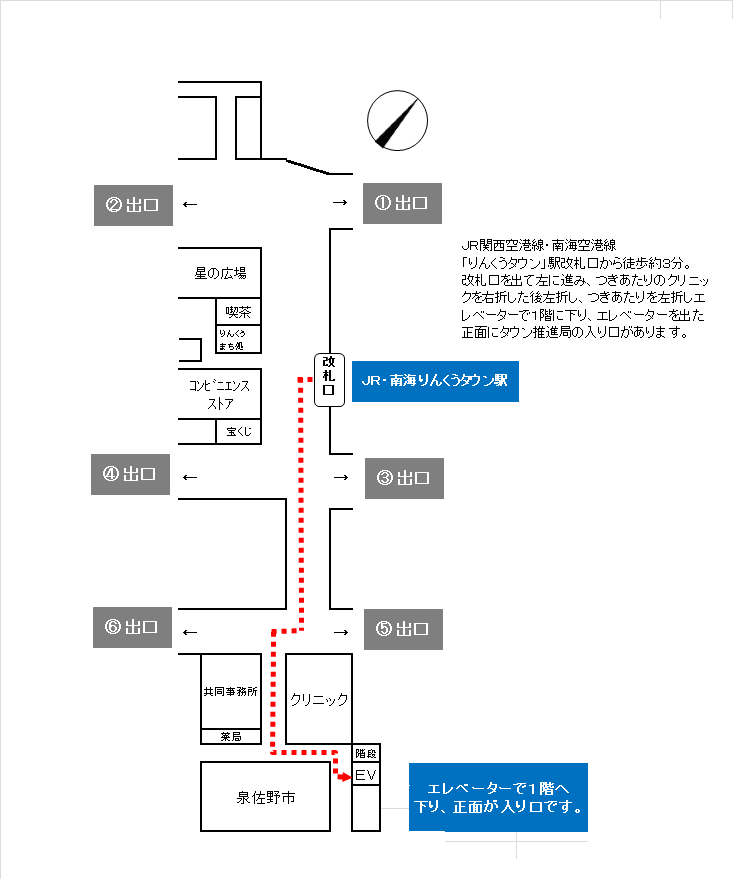 ②出口
←
→
①出口
JR関西空港線・南海空港線
「りんくうタウン」駅改札口から徒歩約3分。
改札口を出て左に進み、つきあたりのクリニッ
クを右折した後左折し、つきあたりを左折しエ
レベーターで1階に下り、エレベーターを出た
正面にタウン推進局の入り口があります。
星の広場
喫茶
りんくう
まち処
改札口
JR・南海りんくうタウン駅
コンビニエンス
ストア
宝くじ
④出口
←
→
③出口
⑥出口
←
→
⑤出口
共同事務所
薬局
クリニック
階段
EV
泉佐野市
エレベーターで1階へ
下り、正面が入り口です。